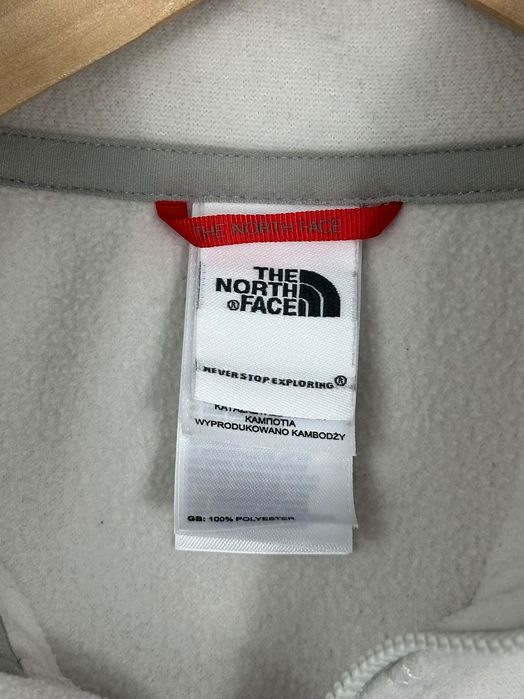 THE NORTH FACE
THE
NORTH
®FACE
NEVER STOP EXPLORING®
ΚΑΜΠΟΤΙΑ
WYPRODUKOWANO KAMBODŻY
GB: 100% POLYESTER